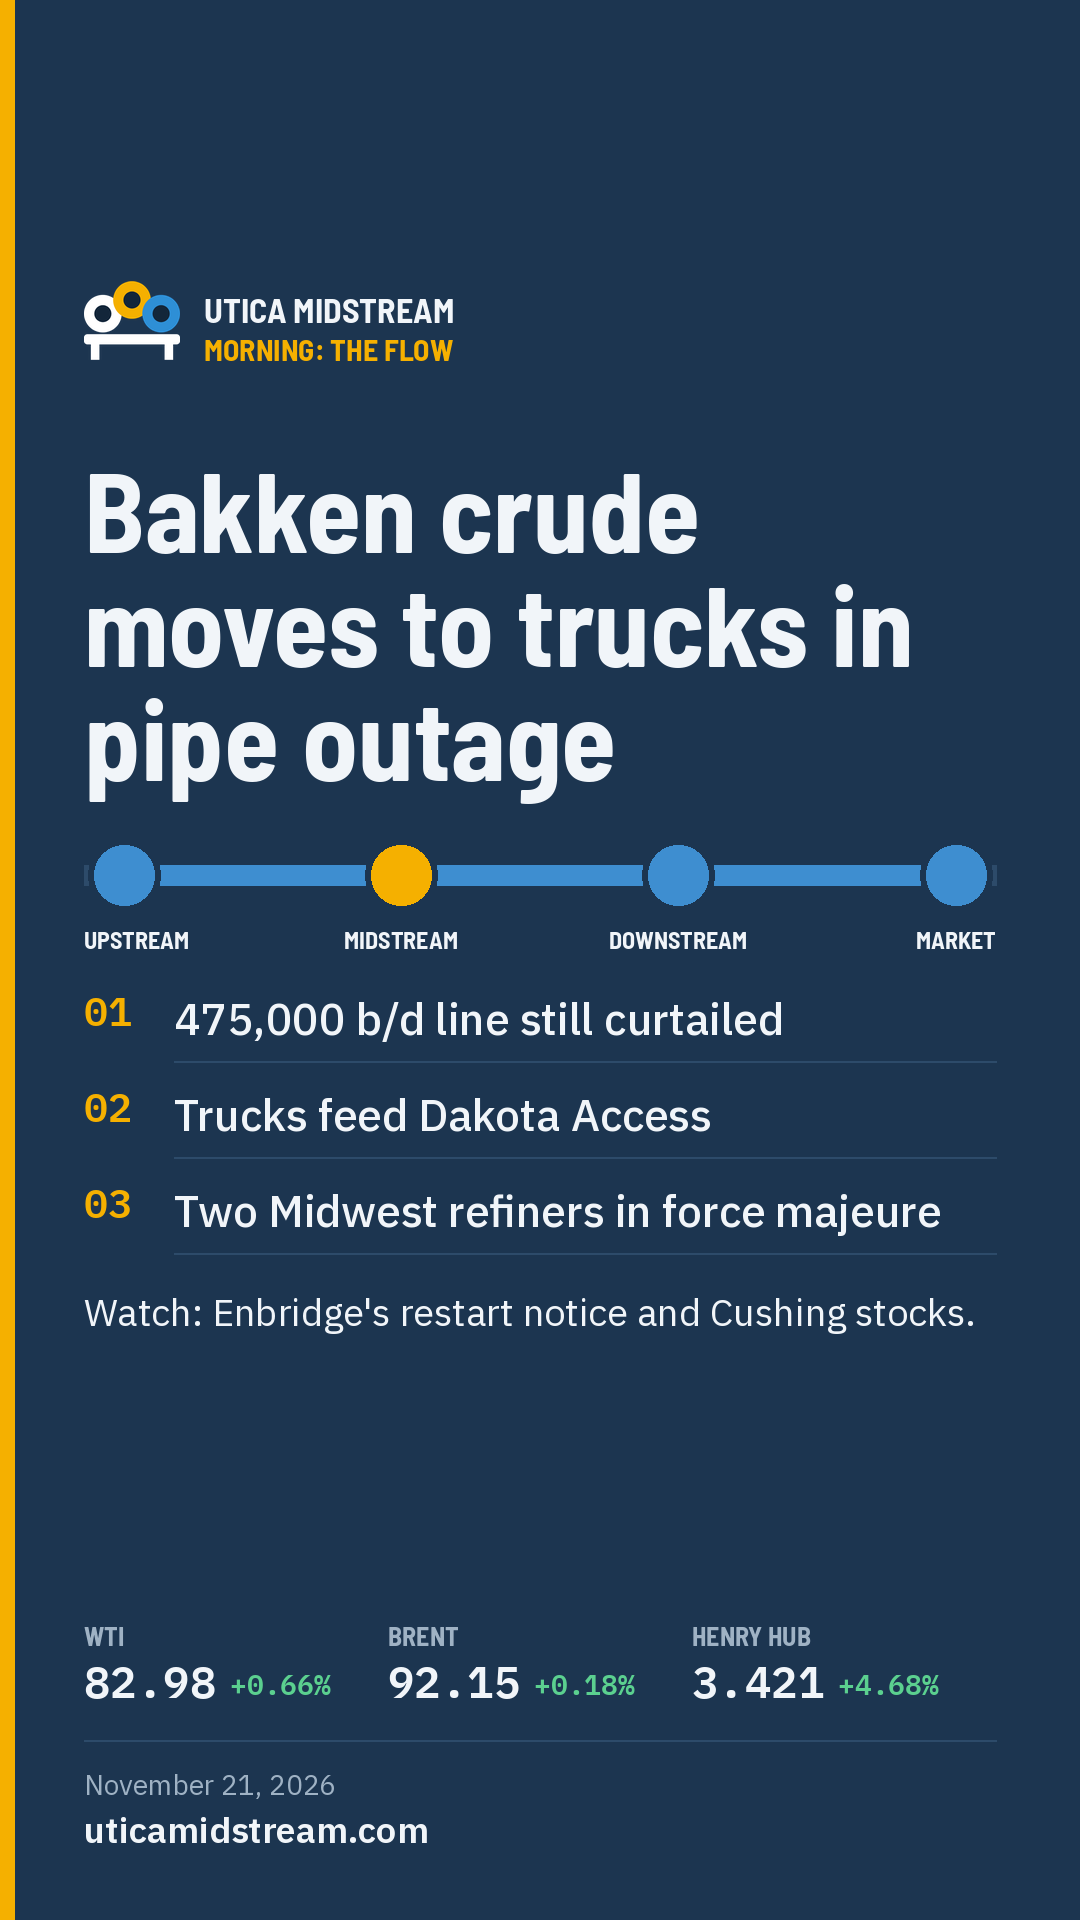 UTICA MIDSTREAM
MORNING: THE FLOW
Bakken crude
moves to trucks in
pipe outage
UPSTREAM MIDSTREAM DOWNSTREAM MARKET
01 475,000 b/d line still curtailed
02 Trucks feed Dakota Access
03 Two Midwest refiners in force majeure
Watch: Enbridge's restart notice and Cushing stocks.
WTI BRENT HENRY HUB
82.98 +0.66% 92.15 +0.18% 3.421 +4.68%
November 21, 2026
uticamidstream.com